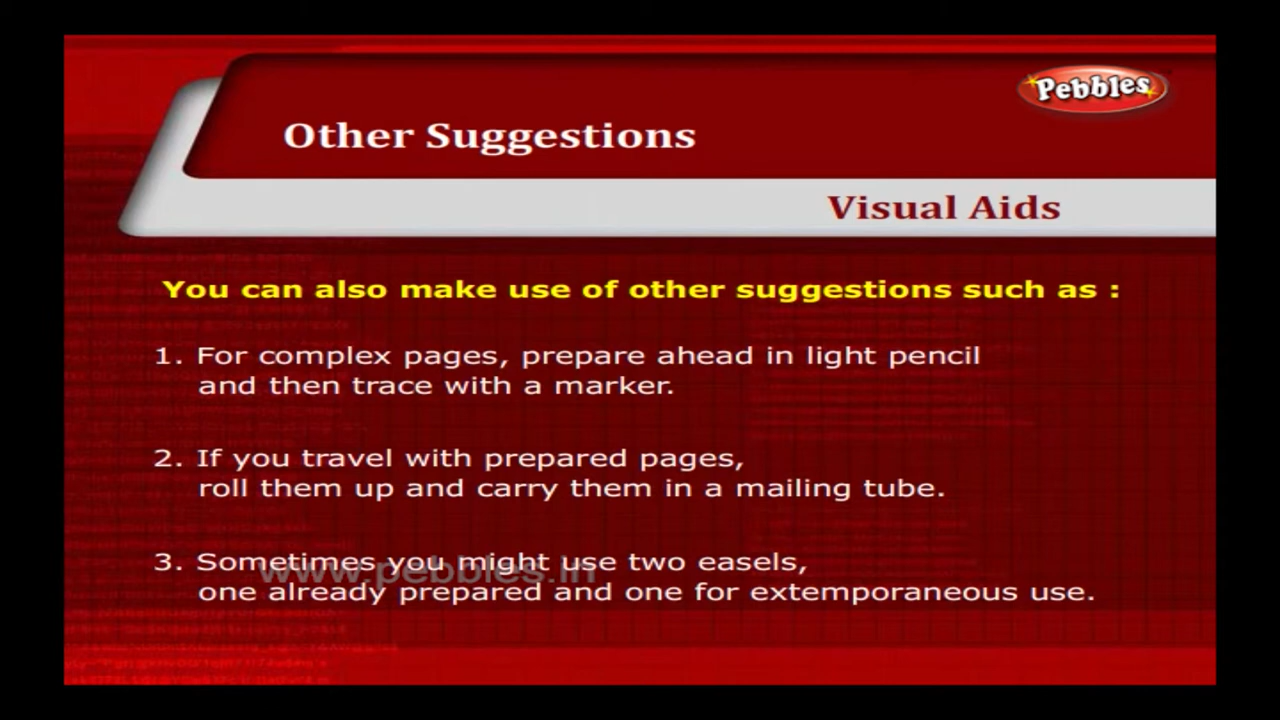 Pebbles
Other Suggestions
Visual Aids
You can also make use of other suggestions such as :
1. For complex pages, prepare ahead in light pencil
and then trace with a marker.
2. If you travel with prepared pages,
roll them up and carry them in a mailing tube.
3. Sometimes you might use two easels,
www.pebbles.in
one already prepared and one for extemporaneous use.